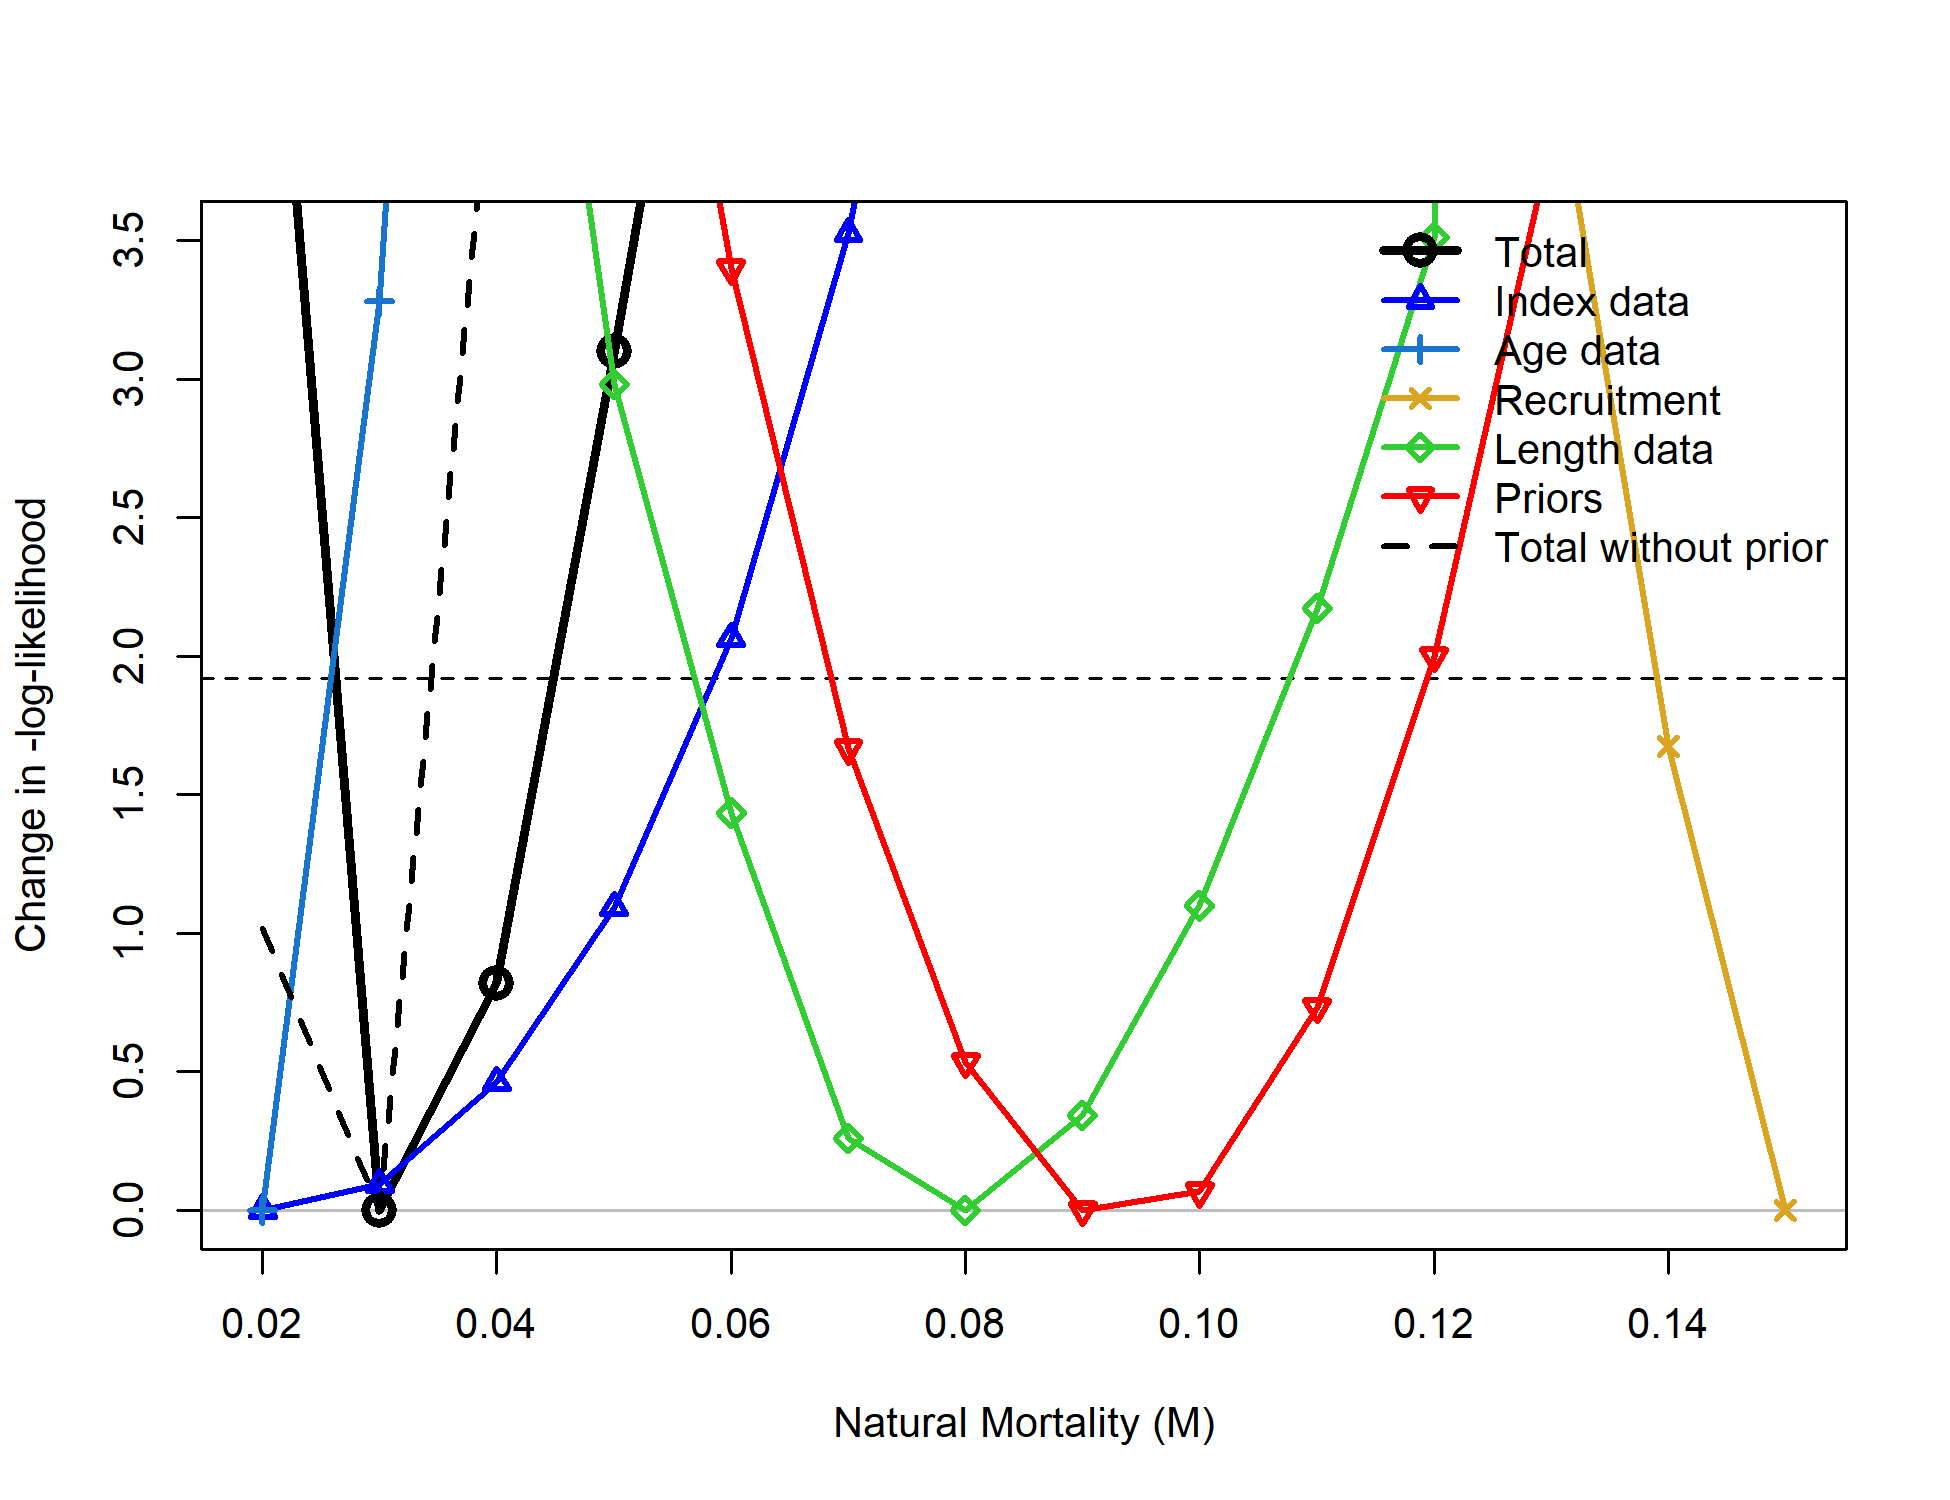 Change in -log-likelihood
3.5
3.0
2.5
2.0
1.5
1.0
0.5
0.0
Total
Index data
Age data
Recruitment
Length data
Priors
Total without prior
0.02 0.04 0.06 0.08 0.10 0.12 0.14
Natural Mortality (M)